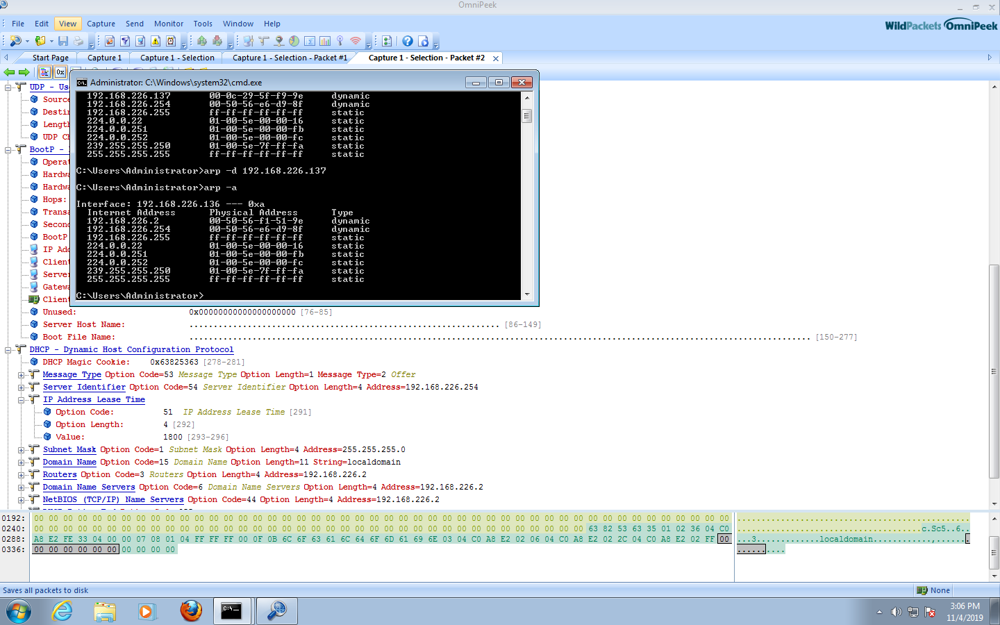 OmniPeek
File Edit View Capture Send Monitor Tools Window Help
WildPackets OmniPeek
Start Page Capture 1 Capture 1 - Selection Capture 1 - Selection - Packet #1 Capture 1 - Selection - Packet #2
Administrator: C:\Windows\system32\cmd.exe
192.168.226.137 00-0c-29-5f-f9-9e dynamic
192.168.226.254 00-50-56-e6-d9-8f dynamic
192.168.226.255 ff-ff-ff-ff-ff-ff static
224.0.0.22 01-00-5e-00-00-16 static
224.0.0.251 01-00-5e-00-00-fb static
224.0.0.252 01-00-5e-00-00-fc static
239.255.255.250 01-00-5e-7f-ff-fa static
255.255.255.255 ff-ff-ff-ff-ff-ff static
C:\Users\Administrator>arp -d 192.168.226.137
C:\Users\Administrator>arp -a
Interface: 192.168.226.136 --- 0xa
Internet Address Physical Address Type
192.168.226.2 00-50-56-f1-51-9e dynamic
192.168.226.254 00-50-56-e6-d9-8f dynamic
192.168.226.255 ff-ff-ff-ff-ff-ff static
224.0.0.22 01-00-5e-00-00-16 static
224.0.0.251 01-00-5e-00-00-fb static
224.0.0.252 01-00-5e-00-00-fc static
239.255.255.250 01-00-5e-7f-ff-fa static
255.255.255.255 ff-ff-ff-ff-ff-ff static
C:\Users\Administrator>
UDP - Us
Sourc
Desti
Lengt
UDP C
BootP -
Opera
Hardw
Hardw
Hops:
Transa
Secon
BootP
IP Ad
Clien
Serve
Gatew
Clien
Unused: 0x00000000000000000000 [76-85]
Server Host Name: ................................................................ [86-149]
Boot File Name: ................................................................................................................................ [150-277]
DHCP - Dynamic Host Configuration Protocol
DHCP Magic Cookie: 0x63825363 [278-281]
Message Type Option Code=53 Message Type Option Length=1 Message Type=2 Offer
Server Identifier Option Code=54 Server Identifier Option Length=4 Address=192.168.226.254
IP Address Lease Time
Option Code: 51 IP Address Lease Time [291]
Option Length: 4 [292]
Value: 1800 [293-296]
Subnet Mask Option Code=1 Subnet Mask Option Length=4 Address=255.255.255.0
Domain Name Option Code=15 Domain Name Option Length=11 String=localdomain
Routers Option Code=3 Routers Option Length=4 Address=192.168.226.2
Domain Name Servers Option Code=6 Domain Name Servers Option Length=4 Address=192.168.226.2
NetBIOS (TCP/IP) Name Servers Option Code=44 Option Length=4 Address=192.168.226.2
0192: 00 00 00 00 00 00 00 00 00 00 00 00 00 00 00 00 00 00 00 00 00 00 00 00 00 00 00 00 00 00 00 00 00 00 00 00 00 00 00 00 00 00 00 00 00 00 00 00 ................................................
0240: 00 00 00 00 00 00 00 00 00 00 00 00 00 00 00 00 00 00 00 00 00 00 00 00 00 00 00 00 00 00 00 00 00 00 00 00 00 00 63 82 53 63 35 01 02 36 04 C0 ......................................c.Sc5..6..
0288: A8 E2 FE 33 04 00 00 07 08 01 04 FF FF FF 00 0F 0B 6C 6F 63 61 6C 64 6F 6D 61 69 6E 03 04 C0 A8 E2 02 06 04 C0 A8 E2 02 2C 04 C0 A8 E2 02 FF 00 ...3.............localdomain............,.......
0336: 00 00 00 00 00 00 00 00 00 00 ..........
Saves all packets to disk
None
3:06 PM
11/4/2019